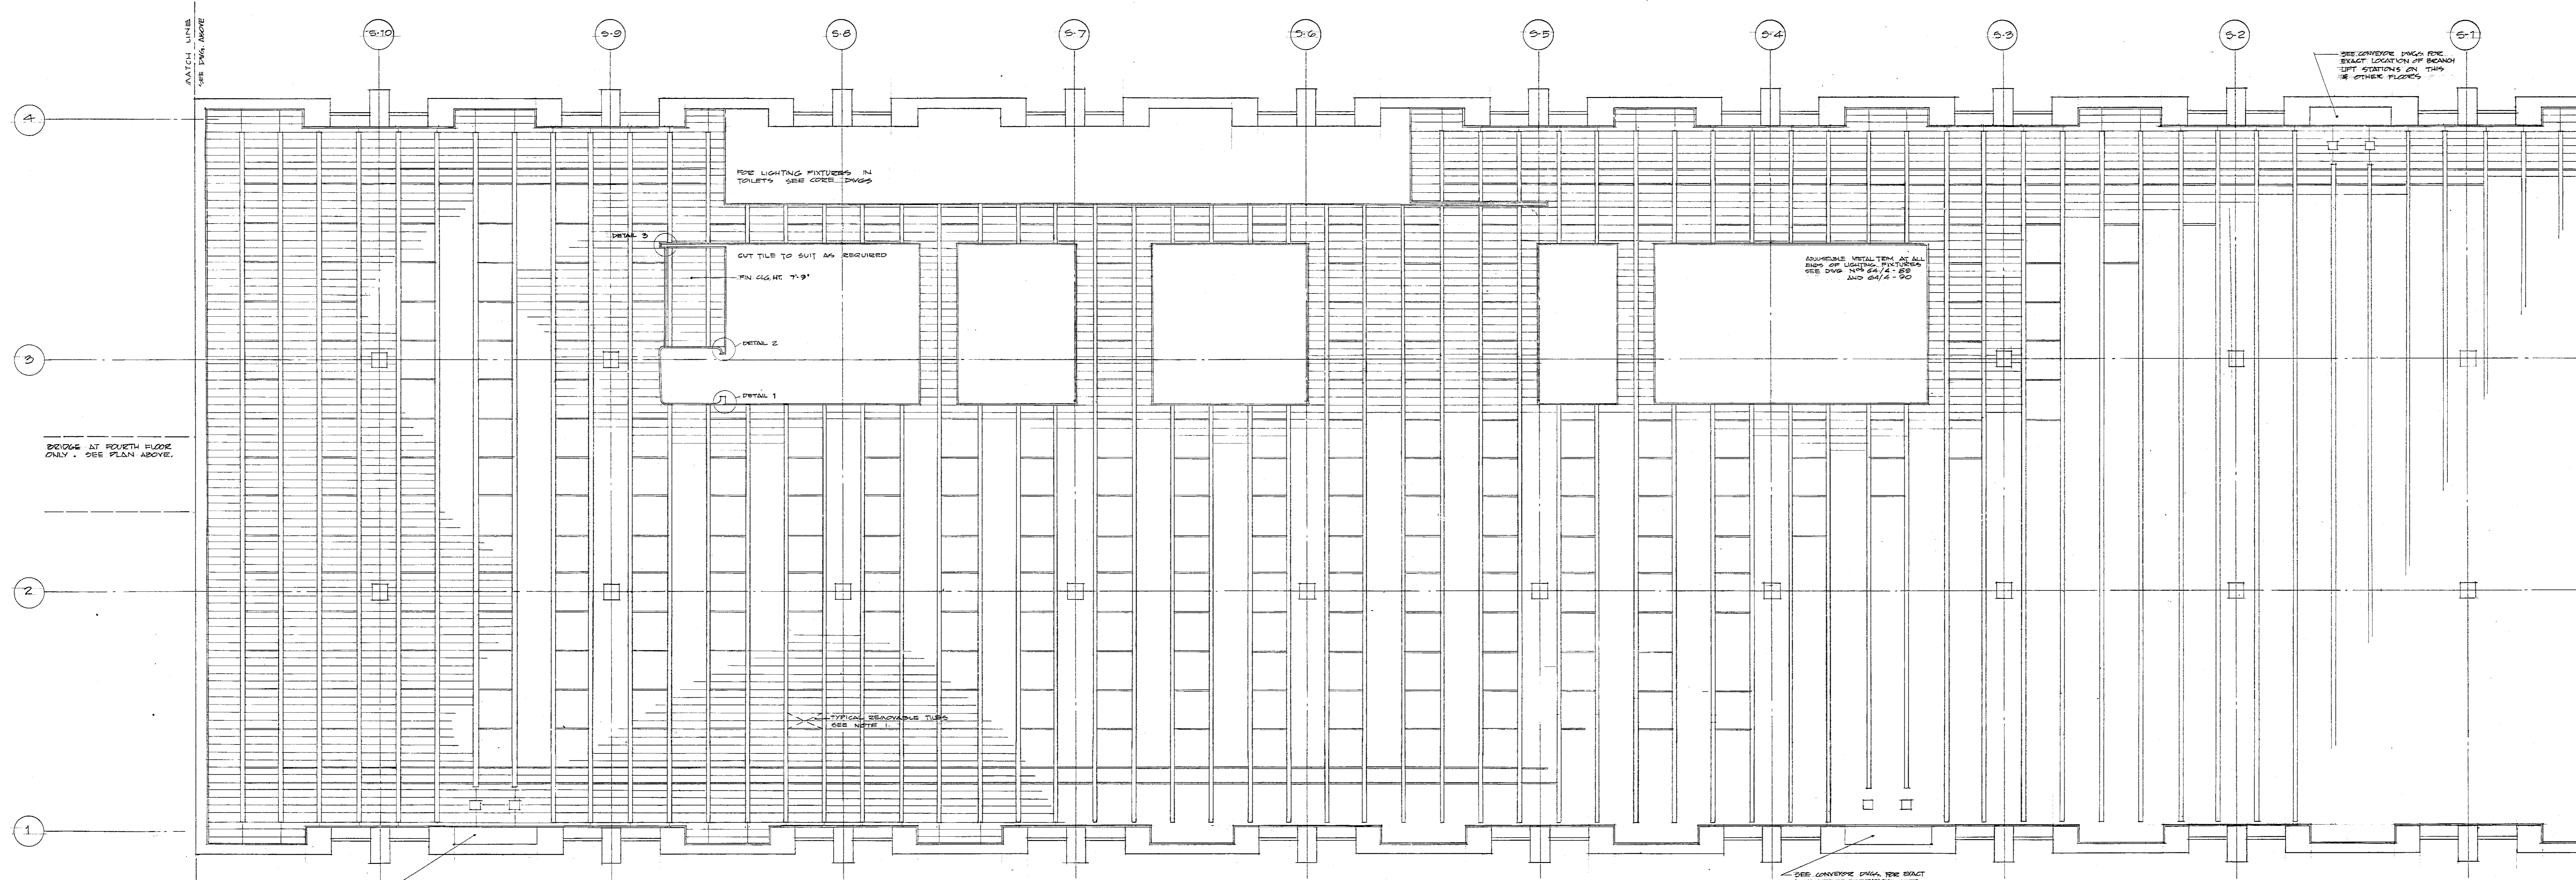 MATCH LINE
SEE DWG. ABOVE
S-10
S-9
S-8
S-7
S-6
S-5
S-4
S-3
S-2
S-1
SEE CONVEYOR DWGS. FOR
EXACT LOCATION OF BRANCH
LIFT STATIONS ON THIS
& OTHER FLOORS
4
FOR LIGHTING FIXTURES IN
TOILETS SEE CORE DWGS
DETAIL 3
CUT TILE TO SUIT AS REQUIRED
FIN. CLG. HT. 7'-9"
ADJUSTABLE METAL TRIM AT ALL
ENDS OF LIGHTING FIXTURES
SEE DWG NOS 64/4-89
AND 64/4-90
DETAIL 2
3
DETAIL 1
BRIDGE AT FOURTH FLOOR
ONLY. SEE PLAN ABOVE.
2
TYPICAL REMOVABLE TILES
SEE NOTE 1.
1
SEE CONVEYOR DWGS. FOR EXACT